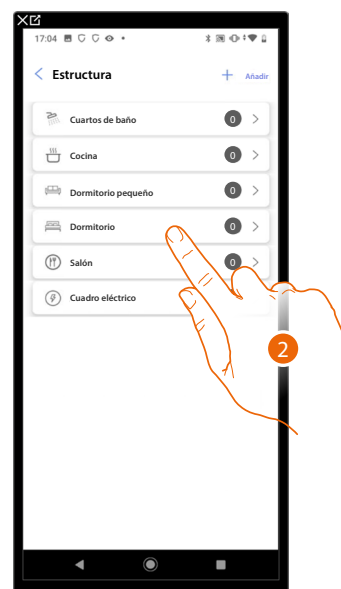 17:04
Estructura
Añadir
Cuartos de baño 0
Cocina 0
Dormitorio pequeño 0
Dormitorio 0
Salón 0
Cuadro eléctrico
2